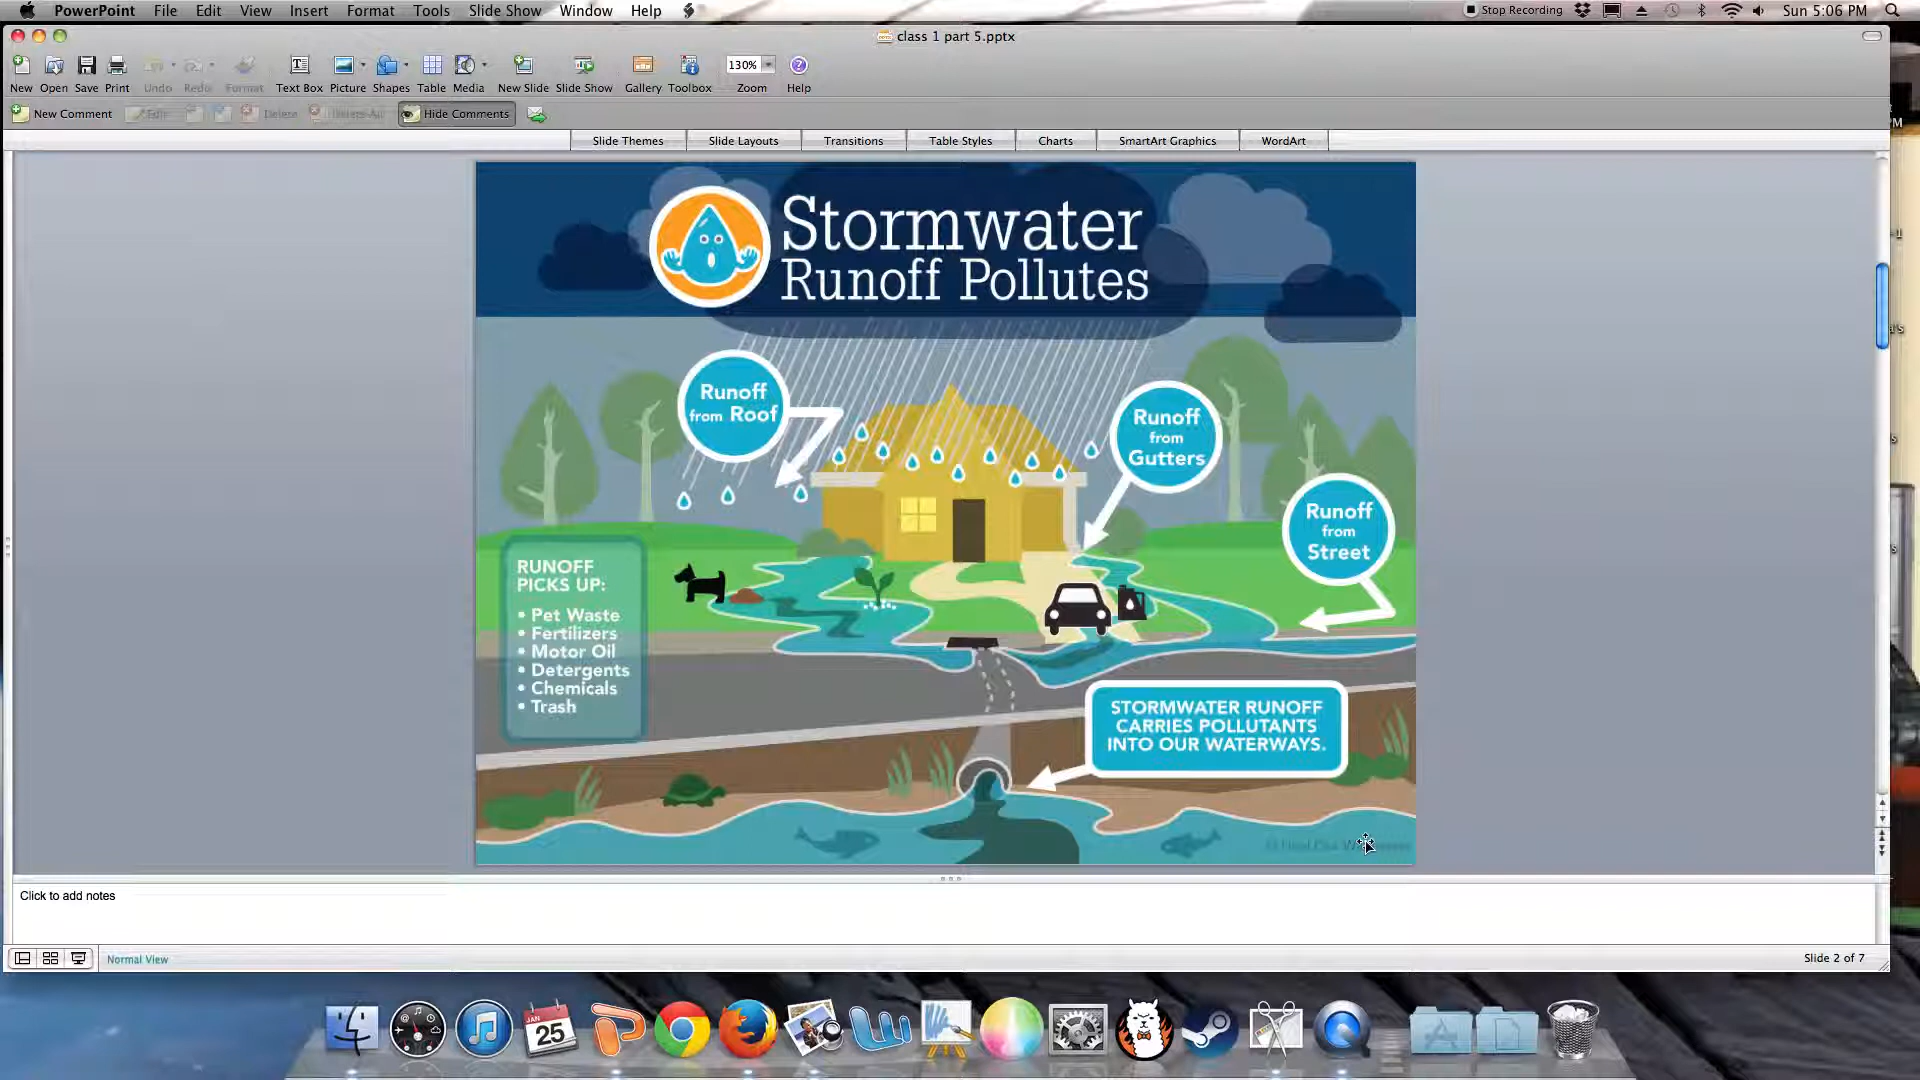 PowerPoint File Edit View Insert Format Tools Slide Show Window Help Stop Recording Sun 5:06 PM
class 1 part 5.pptx
130%
New Open Save Print Undo Redo Format Text Box Picture Shapes Table Media New Slide Slide Show Gallery Toolbox Zoom Help
New Comment Edit Delete Delete All Hide Comments
Slide Themes Slide Layouts Transitions Table Styles Charts SmartArt Graphics WordArt
Stormwater
Runoff Pollutes
Runoff
from Roof
Runoff
from
Gutters
Runoff
from
Street
RUNOFF
PICKS UP:
• Pet Waste
• Fertilizers
• Motor Oil
• Detergents
• Chemicals
• Trash
STORMWATER RUNOFF
CARRIES POLLUTANTS
INTO OUR WATERWAYS.
Click to add notes
Normal View Slide 2 of 7
JAN
25